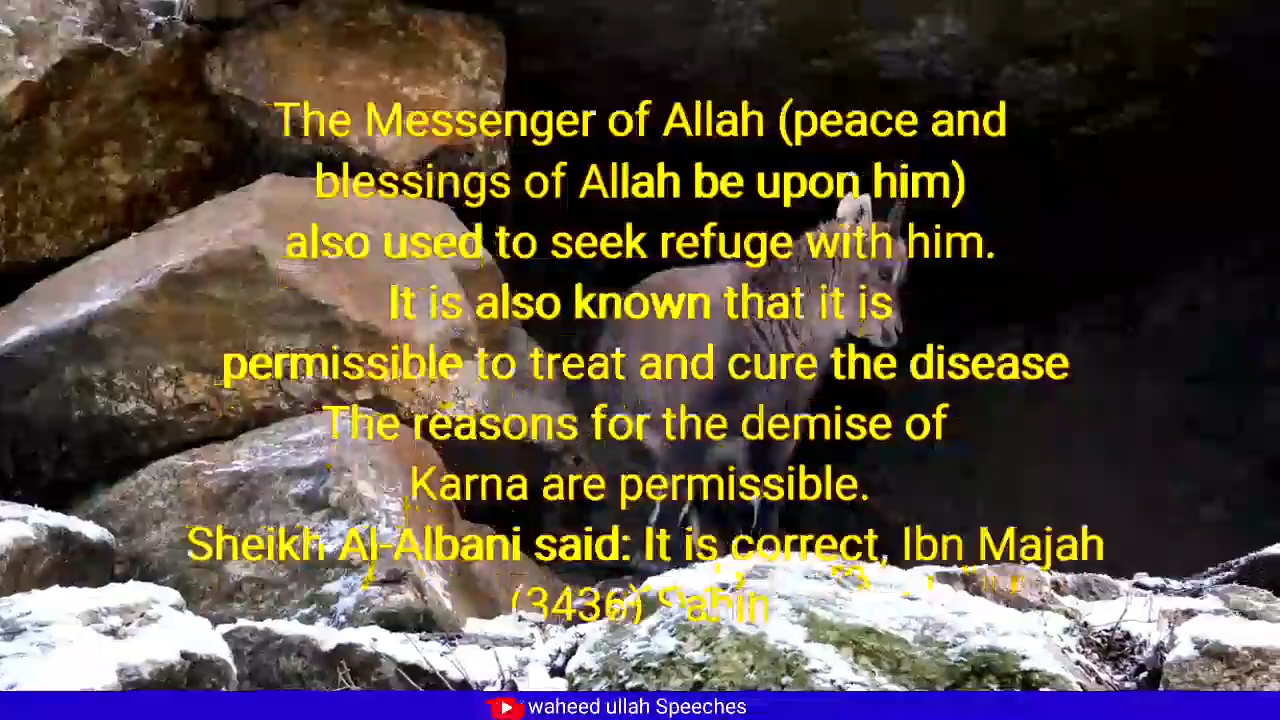 The Messenger of Allah (peace and
blessings of Allah be upon him)
also used to seek refuge with him.
It is also known that it is
permissible to treat and cure the disease
The reasons for the demise of
Karna are permissible.
Sheikh Al-Albani said: It is correct, Ibn Majah
(3436) Sahih
waheed ullah Speeches